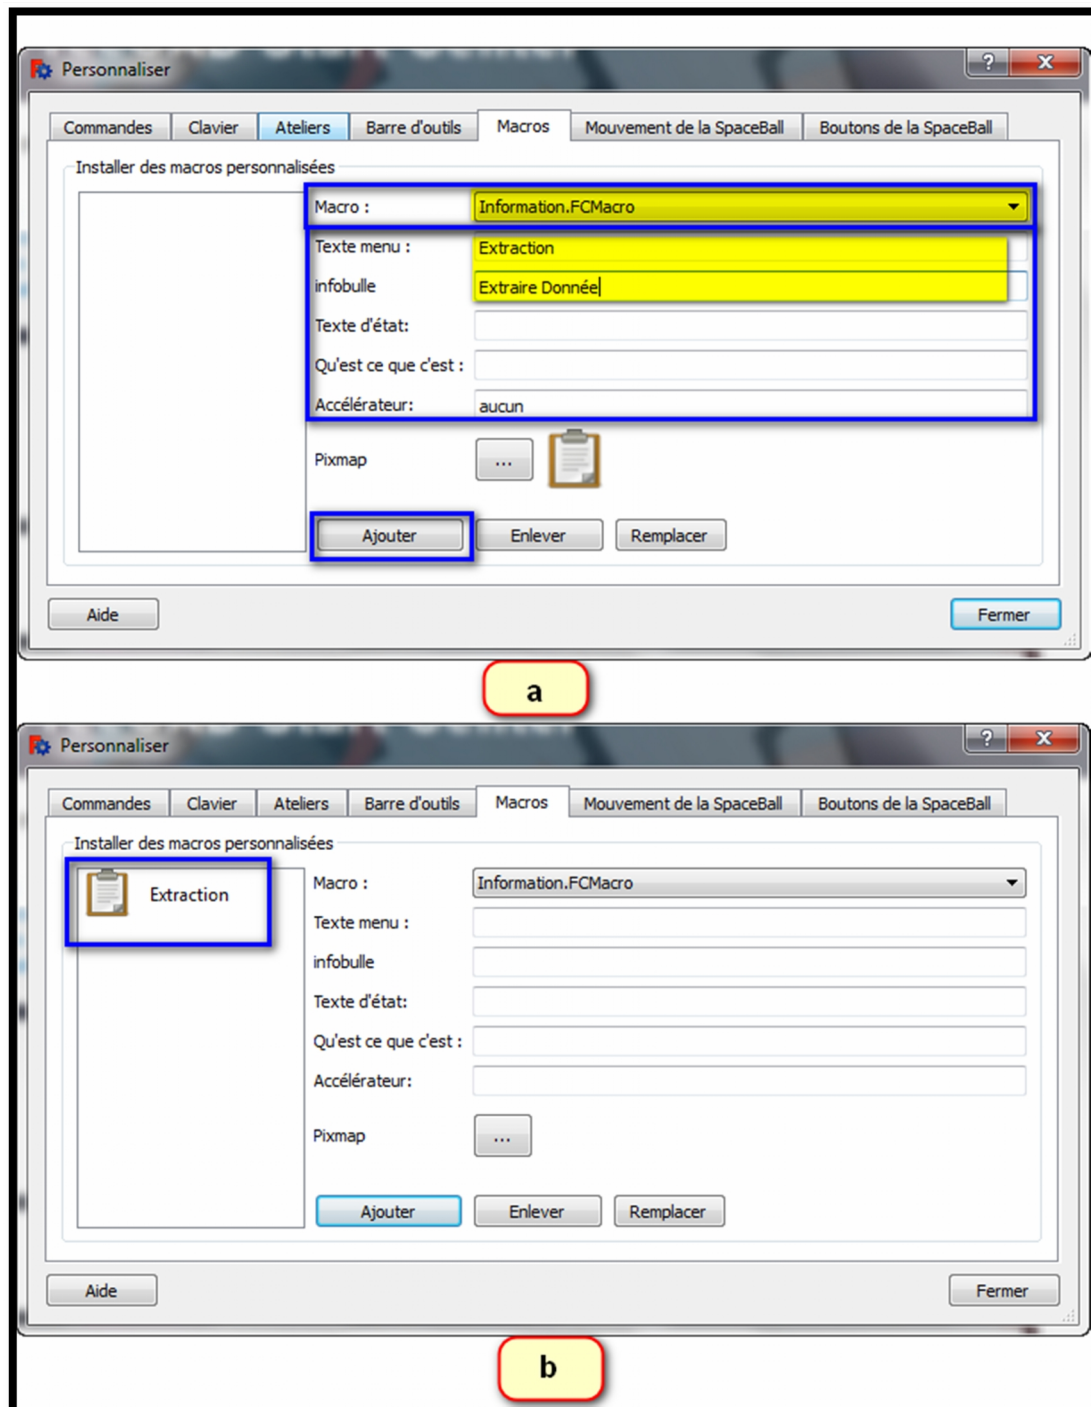 Personnaliser
?
X
Commandes Clavier Ateliers Barre d'outils Macros Mouvement de la SpaceBall Boutons de la SpaceBall
Installer des macros personnalisées
Macro : Information.FCMacro
Texte menu : Extraction
infobulle Extraire Donnée
Texte d'état:
Qu'est ce que c'est :
Accélérateur: aucun
Pixmap ...
Ajouter Enlever Remplacer
Aide Fermer
a
Personnaliser
?
X
Commandes Clavier Ateliers Barre d'outils Macros Mouvement de la SpaceBall Boutons de la SpaceBall
Installer des macros personnalisées
Extraction
Macro : Information.FCMacro
Texte menu :
infobulle
Texte d'état:
Qu'est ce que c'est :
Accélérateur:
Pixmap ...
Ajouter Enlever Remplacer
Aide Fermer
b